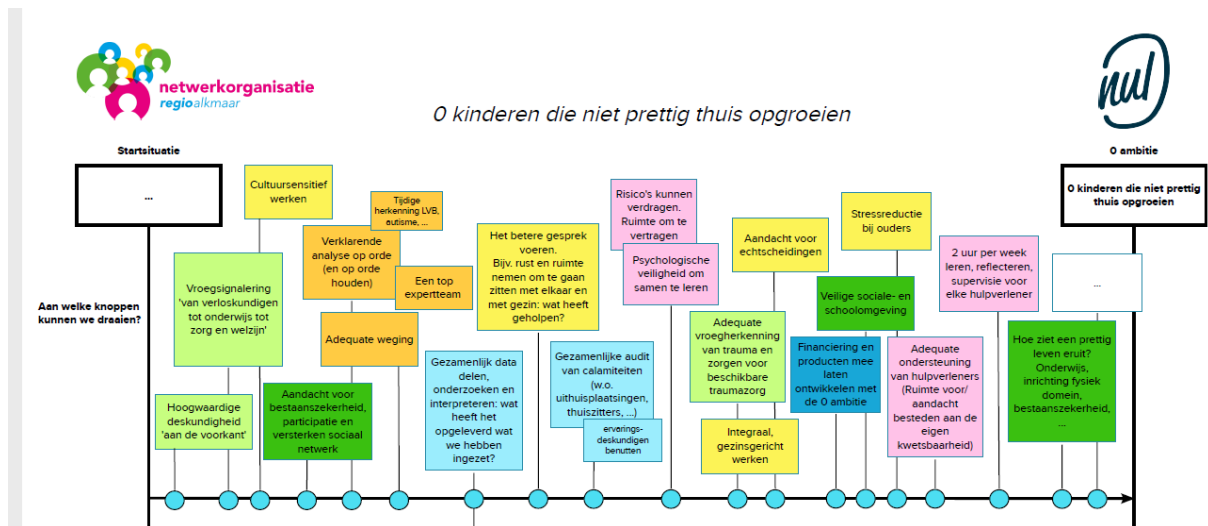 netwerkorganisatie
regioalkmaar
nul
0 kinderen die niet prettig thuis opgroeien
Startsituatie
0 ambitie
...
0 kinderen die niet prettig
thuis opgroeien
Aan welke knoppen
kunnen we draaien?
Vroegsignalering
'van verloskundigen
tot onderwijs tot
zorg en welzijn'
Hoogwaardige
deskundigheid
'aan de voorkant'
Cultuursensitief
werken
Aandacht voor
bestaanszekerheid,
participatie en
versterken sociaal
netwerk
Verklarende
analyse op orde
(en op orde
houden)
Tijdige
herkenning LVB,
autisme, ...
Een top
expertteam
Adequate weging
Gezamenlijk data
delen,
onderzoeken en
interpreteren: wat
heeft het
opgeleverd wat
we hebben
ingezet?
Het betere gesprek
voeren.
Bijv. rust en ruimte
nemen om te gaan
zitten met elkaar en
met gezin: wat heeft
geholpen?
Gezamenlijke audit
van calamiteiten
(w.o.
uithuisplaatsingen,
thuiszitters, ...)
ervarings-
deskundigen
benutten
Risico's kunnen
verdragen.
Ruimte om te
vertragen
Psychologische
veiligheid om
samen te leren
Adequate
vroegherkenning
van trauma en
zorgen voor
beschikbare
traumazorg
Integraal,
gezinsgericht
werken
Aandacht voor
echtscheidingen
Stressreductie
bij ouders
Veilige sociale- en
schoolomgeving
Financiering en
producten mee
laten
ontwikkelen met
de 0 ambitie
Adequate
ondersteuning
van hulpverleners
(Ruimte voor/
aandacht
besteden aan de
eigen
kwetsbaarheid)
2 uur per week
leren, reflecteren,
supervisie voor
elke hulpverlener
...
Hoe ziet een prettig
leven eruit?
Onderwijs,
inrichting fysiek
domein,
bestaanszekerheid,
...